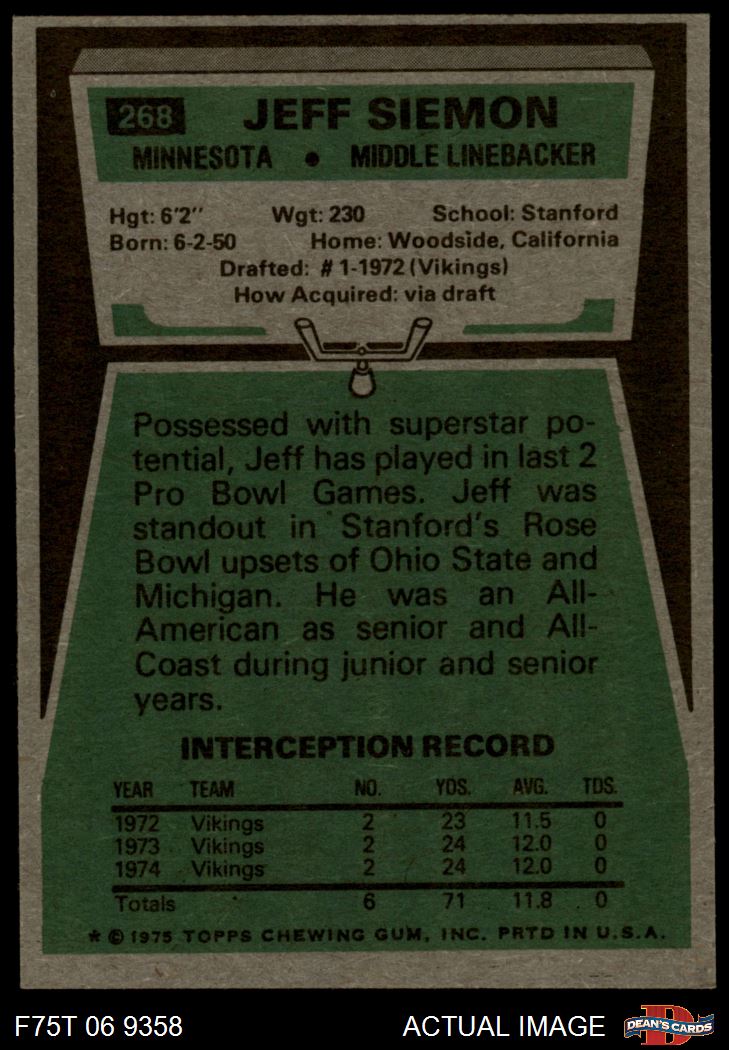 268 JEFF SIEMON
MINNESOTA • MIDDLE LINEBACKER
Hgt: 6'2" Wgt: 230 School: Stanford
Born: 6-2-50 Home: Woodside, California
Drafted: # 1-1972 (Vikings)
How Acquired: via draft
Possessed with superstar po-
tential, Jeff has played in last 2
Pro Bowl Games. Jeff was
standout in Stanford's Rose
Bowl upsets of Ohio State and
Michigan. He was an All-
American as senior and All-
Coast during junior and senior
years.
INTERCEPTION RECORD
YEAR TEAM NO. YDS. AVG. TDS.
1972 Vikings 2 23 11.5 0
1973 Vikings 2 24 12.0 0
1974 Vikings 2 24 12.0 0
Totals 6 71 11.8 0
* © 1975 TOPPS CHEWING GUM, INC. PRTD IN U.S.A.
F75T 06 9358 ACTUAL IMAGE D DEAN'S CARDS